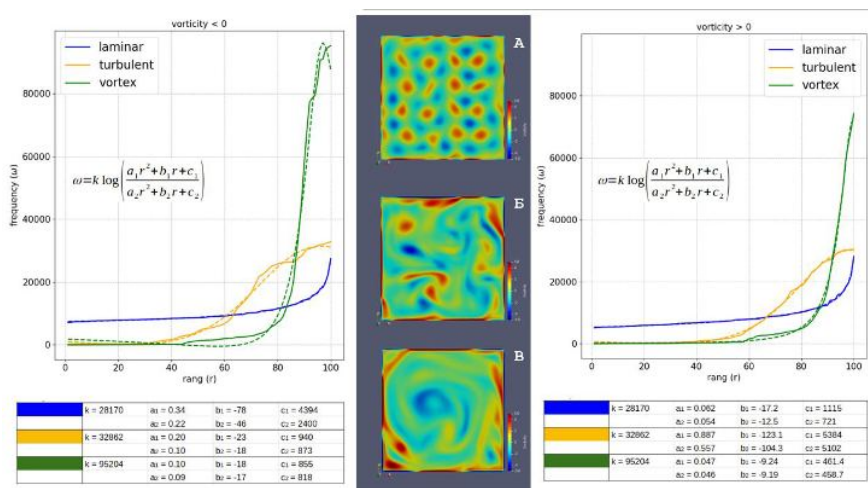 vorticity < 0
laminar
turbulent
vortex
80000
60000
40000
20000
0
frequency (ω)
ω=k log(a₁r²+b₁r+c₁ / a₂r²+b₂r+c₂)
0 20 40 60 80 100
rang (r)
k = 28170 a₁ = 0.34 b₁ = -78 c₁ = 4394
a₂ = 0.22 b₂ = -46 c₂ = 2400
k = 32862 a₁ = 0.20 b₁ = -23 c₁ = 940
a₂ = 0.10 b₂ = -18 c₂ = 873
k = 95204 a₁ = 0.10 b₁ = -18 c₁ = 855
a₂ = 0.09 b₂ = -17 c₂ = 818
А
Б
В
vorticity > 0
laminar
turbulent
vortex
80000
60000
40000
20000
0
frequency (ω)
ω=k log(a₁r²+b₁r+c₁ / a₂r²+b₂r+c₂)
0 20 40 60 80 100
rang (r)
k = 28170 a₁ = 0.062 b₁ = -17.2 c₁ = 1115
a₂ = 0.054 b₂ = -12.5 c₂ = 721
k = 32862 a₁ = 0.887 b₁ = -123.1 c₁ = 5384
a₂ = 0.557 b₂ = -104.3 c₂ = 5102
k = 95204 a₁ = 0.047 b₁ = -9.24 c₁ = 461.4
a₂ = 0.046 b₂ = -9.19 c₂ = 458.7